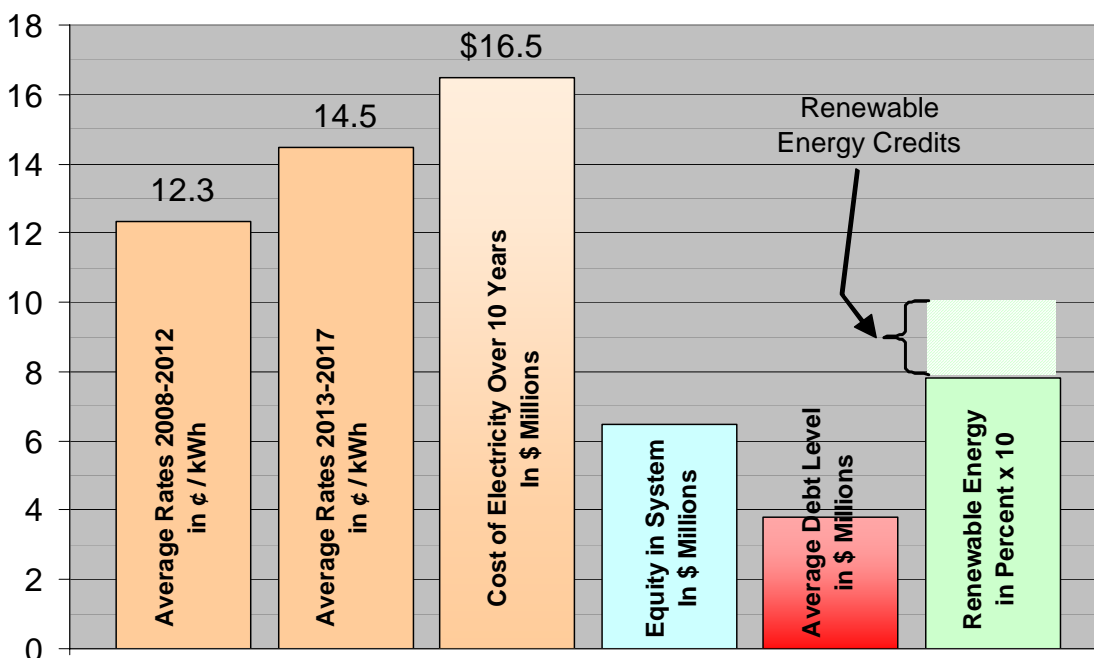 18
16
14
12
10
8
6
4
2
0
12.3
14.5
$16.5
Renewable
Energy Credits
Average Rates 2008-2012
in ¢ / kWh
Average Rates 2013-2017
in ¢ / kWh
Cost of Electricity Over 10 Years
In $ Millions
Equity in System
In $ Millions
Average Debt Level
in $ Millions
Renewable Energy
in Percent x 10